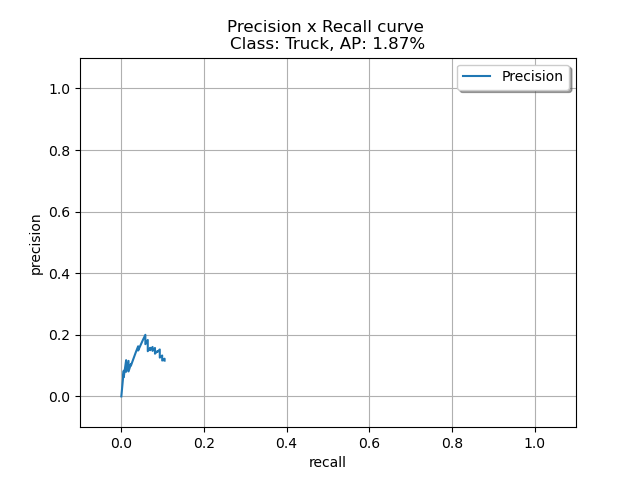 Precision x Recall curve
Class: Truck, AP: 1.87%
Precision
1.0
0.8
0.6
0.4
0.2
0.0
precision
0.0 0.2 0.4 0.6 0.8 1.0
recall